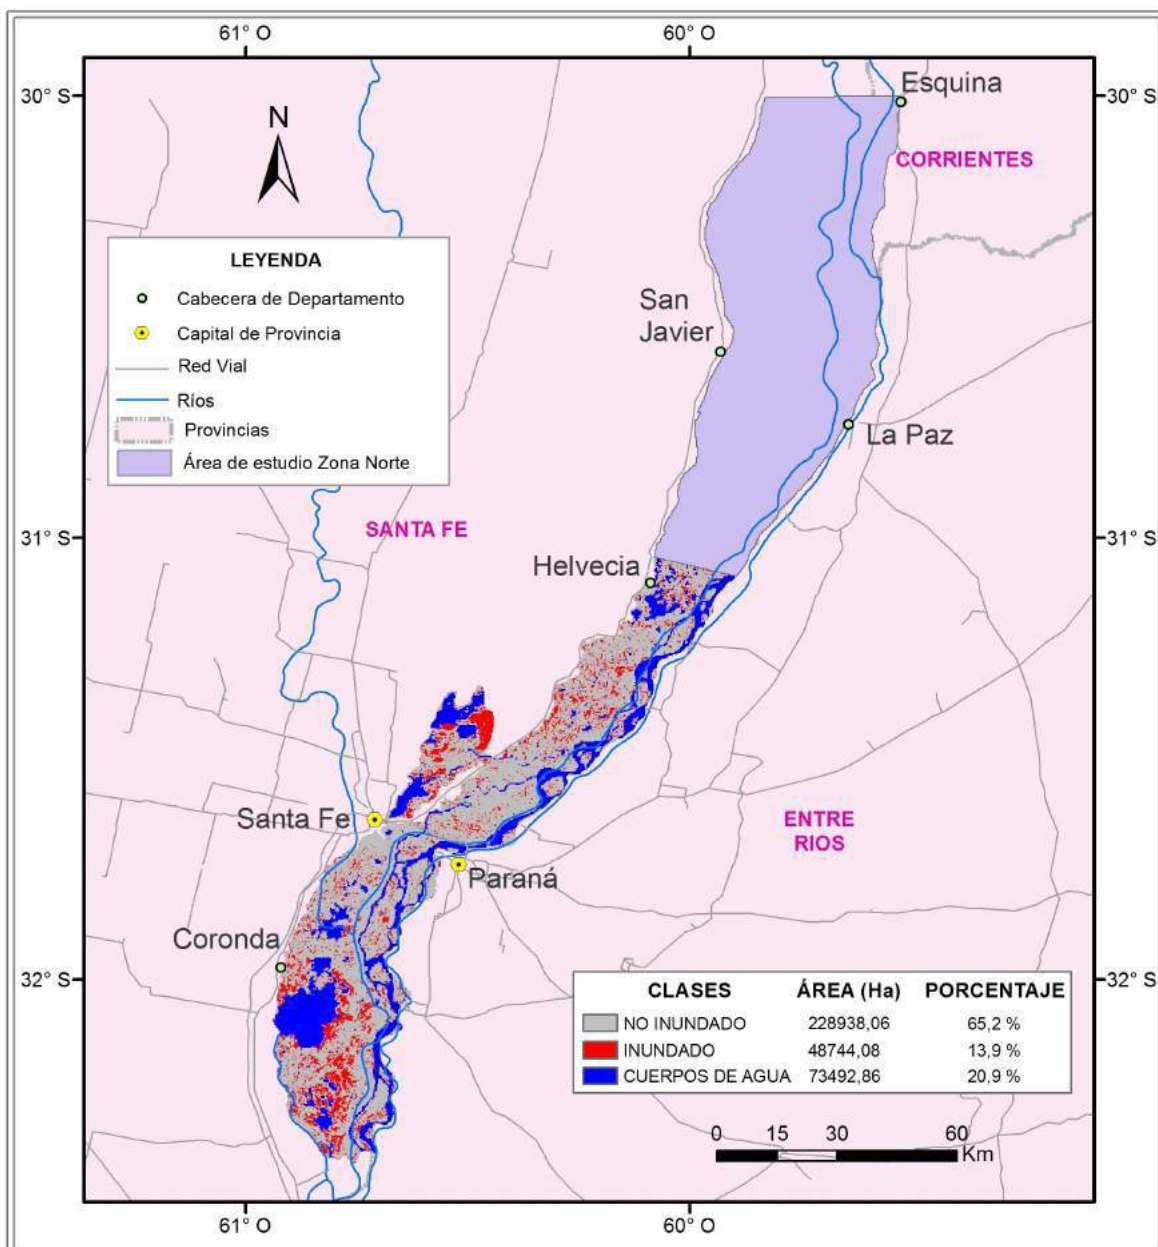 61° O
60° O
30° S
30° S
Esquina
CORRIENTES
N
LEYENDA
Cabecera de Departamento
Capital de Provincia
Red Vial
Ríos
Provincias
Área de estudio Zona Norte
San
Javier
La Paz
31° S
SANTA FE
31° S
Helvecia
Santa Fe
ENTRE
RIOS
Paraná
Coronda
32° S
32° S
CLASES ÁREA (Ha) PORCENTAJE
NO INUNDADO 228938,06 65,2 %
INUNDADO 48744,08 13,9 %
CUERPOS DE AGUA 73492,86 20,9 %
0 15 30 60
Km
61° O
60° O